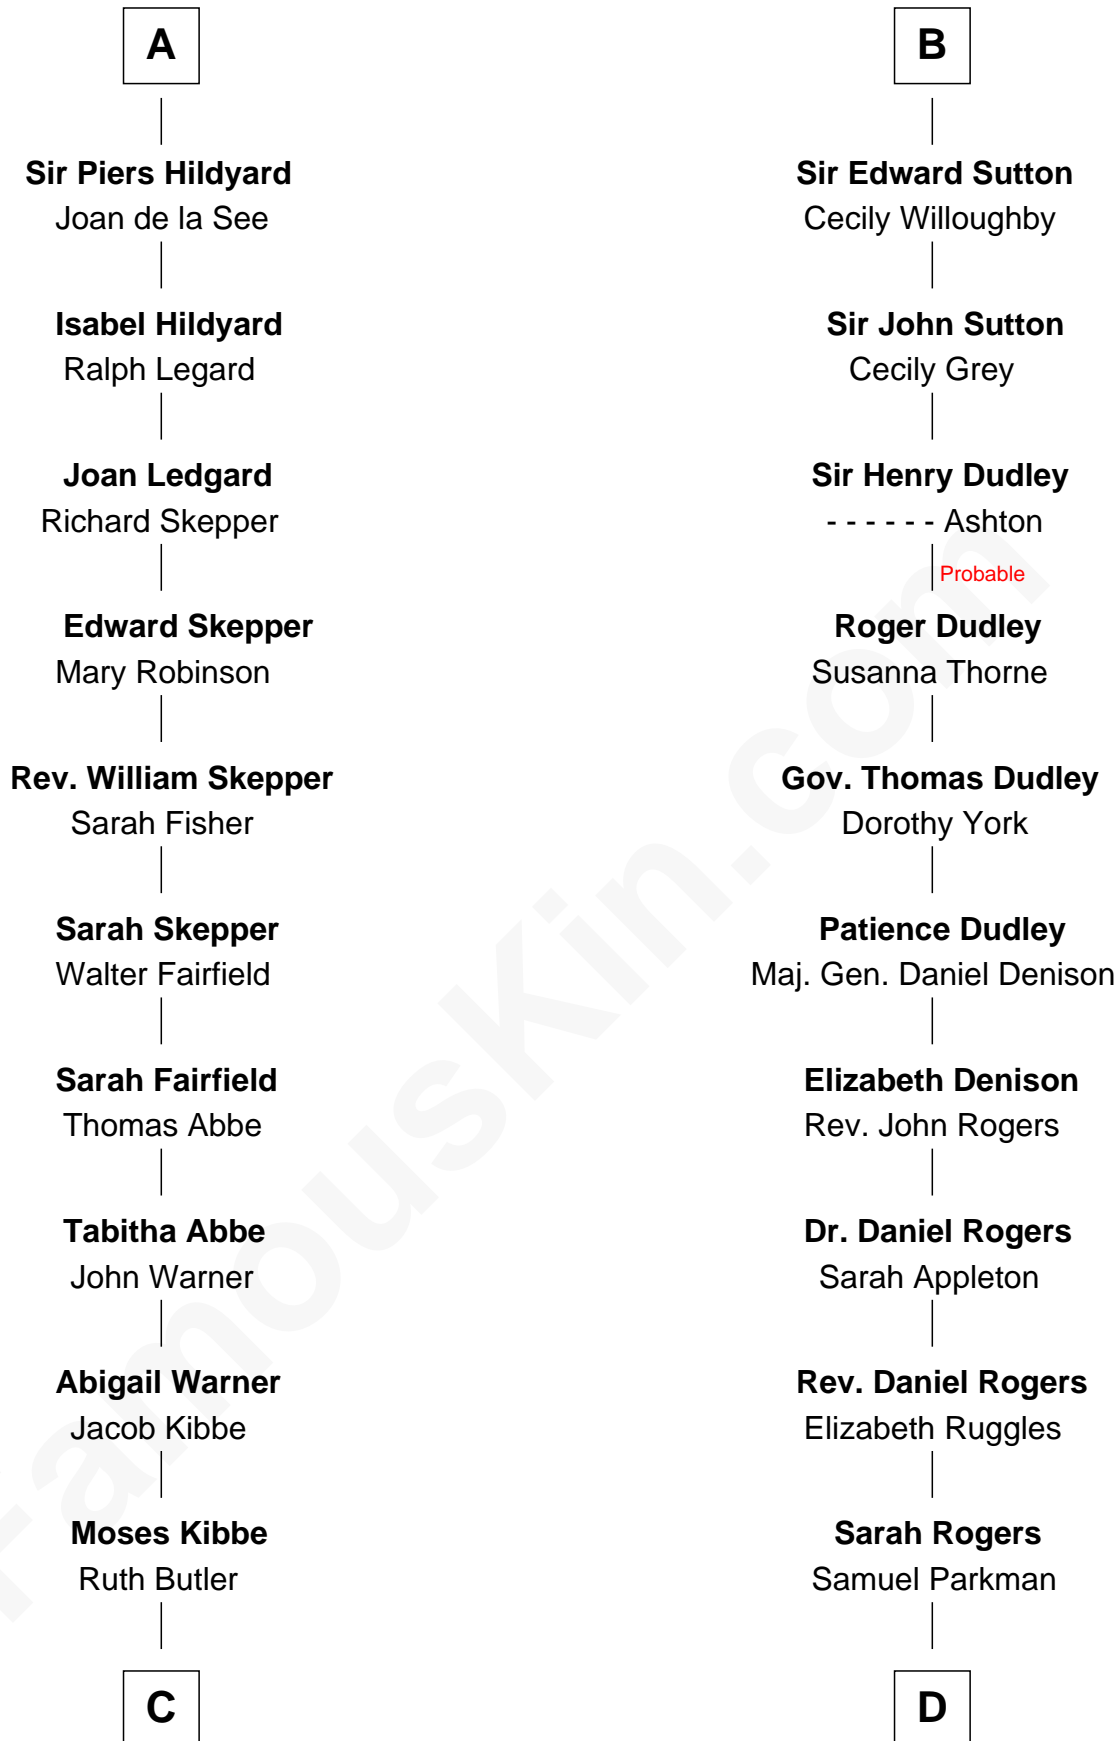 A
Sir Piers Hildyard
Joan de la See
Isabel Hildyard
Ralph Legard
Joan Ledgard
Richard Skepper
Edward Skepper
Mary Robinson
Rev. William Skepper
Sarah Fisher
Sarah Skepper
Walter Fairfield
Sarah Fairfield
Thomas Abbe
Tabitha Abbe
John Warner
Abigail Warner
Jacob Kibbe
Moses Kibbe
Ruth Butler
C
B
Sir Edward Sutton
Cecily Willoughby
Sir John Sutton
Cecily Grey
Sir Henry Dudley
- - - - - - Ashton
Probable
Roger Dudley
Susanna Thorne
Gov. Thomas Dudley
Dorothy York
Patience Dudley
Maj. Gen. Daniel Denison
Elizabeth Denison
Rev. John Rogers
Dr. Daniel Rogers
Sarah Appleton
Rev. Daniel Rogers
Elizabeth Ruggles
Sarah Rogers
Samuel Parkman
D
FamousKin.com